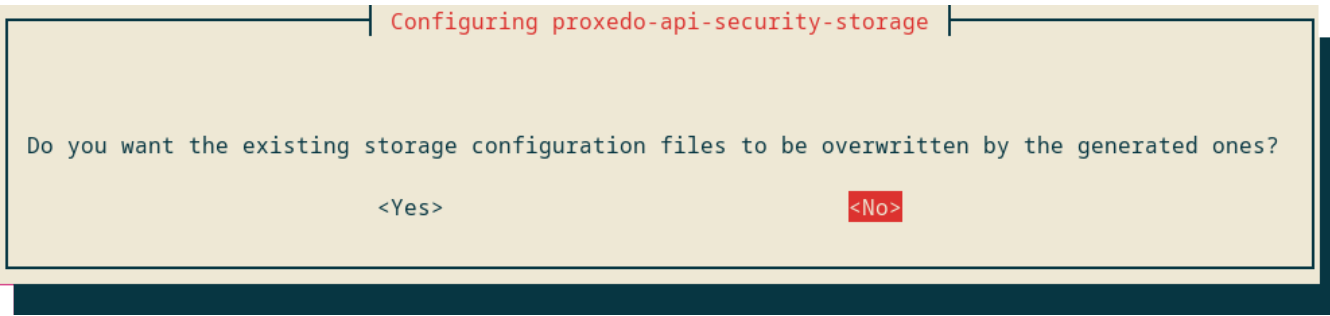 Configuring proxedo-api-security-storage
Do you want the existing storage configuration files to be overwritten by the generated ones?
<Yes> <No>